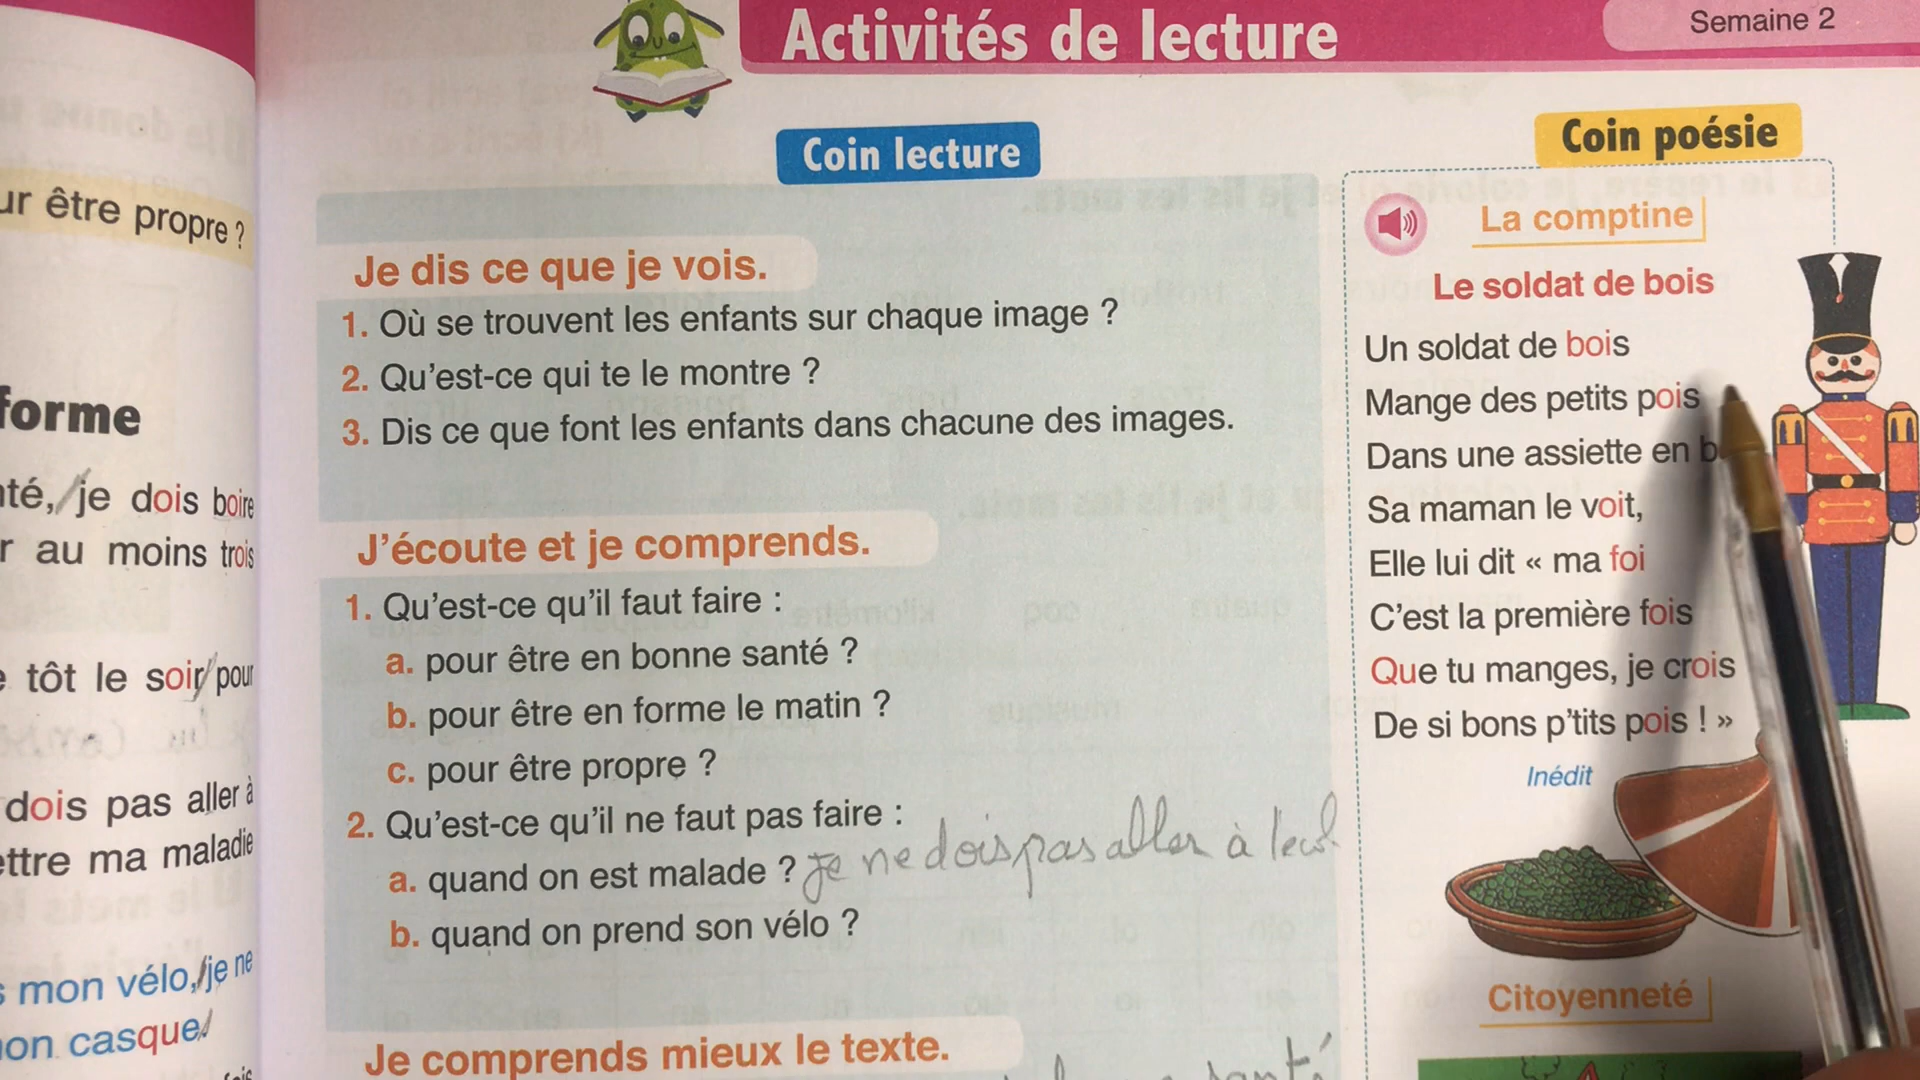 ur être propre ?
forme
té, je dois boire
r au moins trois
tôt le soir pour
dois pas aller à
ettre ma maladie
mon vélo, je ne
on casque
Activités de lecture
Semaine 2
Coin lecture
Je dis ce que je vois.
1. Où se trouvent les enfants sur chaque image ?
2. Qu'est-ce qui te le montre ?
3. Dis ce que font les enfants dans chacune des images.
J'écoute et je comprends.
1. Qu'est-ce qu'il faut faire :
a. pour être en bonne santé ?
b. pour être en forme le matin ?
c. pour être propre ?
2. Qu'est-ce qu'il ne faut pas faire :
a. quand on est malade ? je ne dois pas aller à
b. quand on prend son vélo ?
Je comprends mieux le texte.
santé
Coin poésie
La comptine
Le soldat de bois
Un soldat de bois
Mange des petits pois
Dans une assiette en b
Sa maman le voit,
Elle lui dit « ma foi
C'est la première fois
Que tu manges, je crois
De si bons p'tits pois ! »
Inédit
Citoyenneté